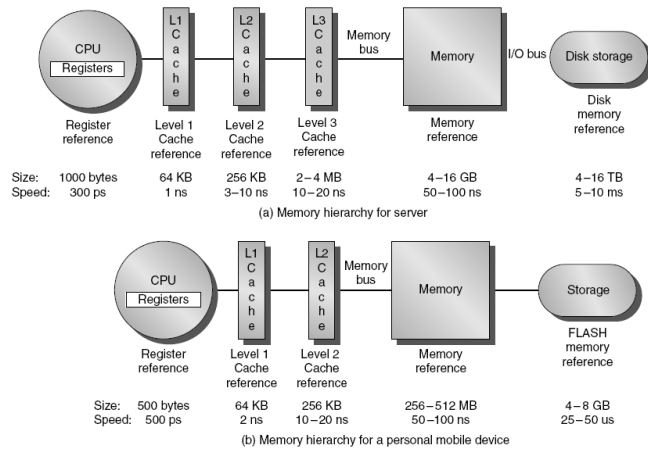 L1
L2
L3
CPU
Registers
C a c h e
C a c h e
C a c h e
Memory
bus
Memory
I/O bus
Disk storage
Register
reference
Level 1
Cache
reference
Level 2
Cache
reference
Level 3
Cache
reference
Memory
reference
Disk
memory
reference
Size: 1000 bytes 64 KB 256 KB 2–4 MB 4–16 GB 4–16 TB
Speed: 300 ps 1 ns 3–10 ns 10–20 ns 50–100 ns 5–10 ms
(a) Memory hierarchy for server
L1
L2
CPU
Registers
C a c h e
C a c h e
Memory
bus
Memory
Storage
Register
reference
Level 1
Cache
reference
Level 2
Cache
reference
Memory
reference
FLASH
memory
reference
Size: 500 bytes 64 KB 256 KB 256–512 MB 4–8 GB
Speed: 500 ps 2 ns 10–20 ns 50–100 ns 25–50 us
(b) Memory hierarchy for a personal mobile device